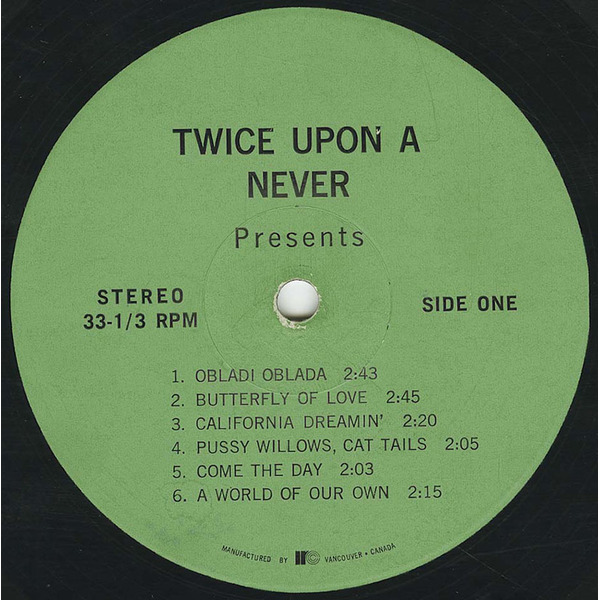 TWICE UPON A
NEVER
Presents
STEREO
33-1/3 RPM
SIDE ONE
1. OBLADI OBLADA 2:43
2. BUTTERFLY OF LOVE 2:45
3. CALIFORNIA DREAMIN' 2:20
4. PUSSY WILLOWS, CAT TAILS 2:05
5. COME THE DAY 2:03
6. A WORLD OF OUR OWN 2:15
MANUFACTURED BY VANCOUVER • CANADA